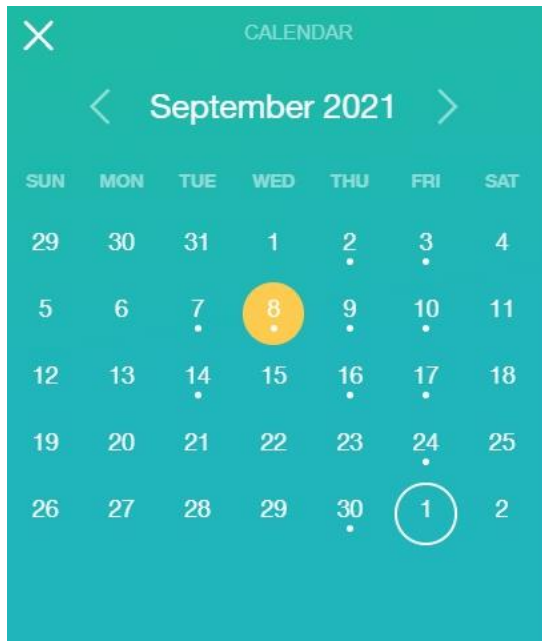 CALENDAR
September 2021
SUN MON TUE WED THU FRI SAT
29 30 31 1 2 3 4
5 6 7 8 9 10 11
12 13 14 15 16 17 18
19 20 21 22 23 24 25
26 27 28 29 30 1 2